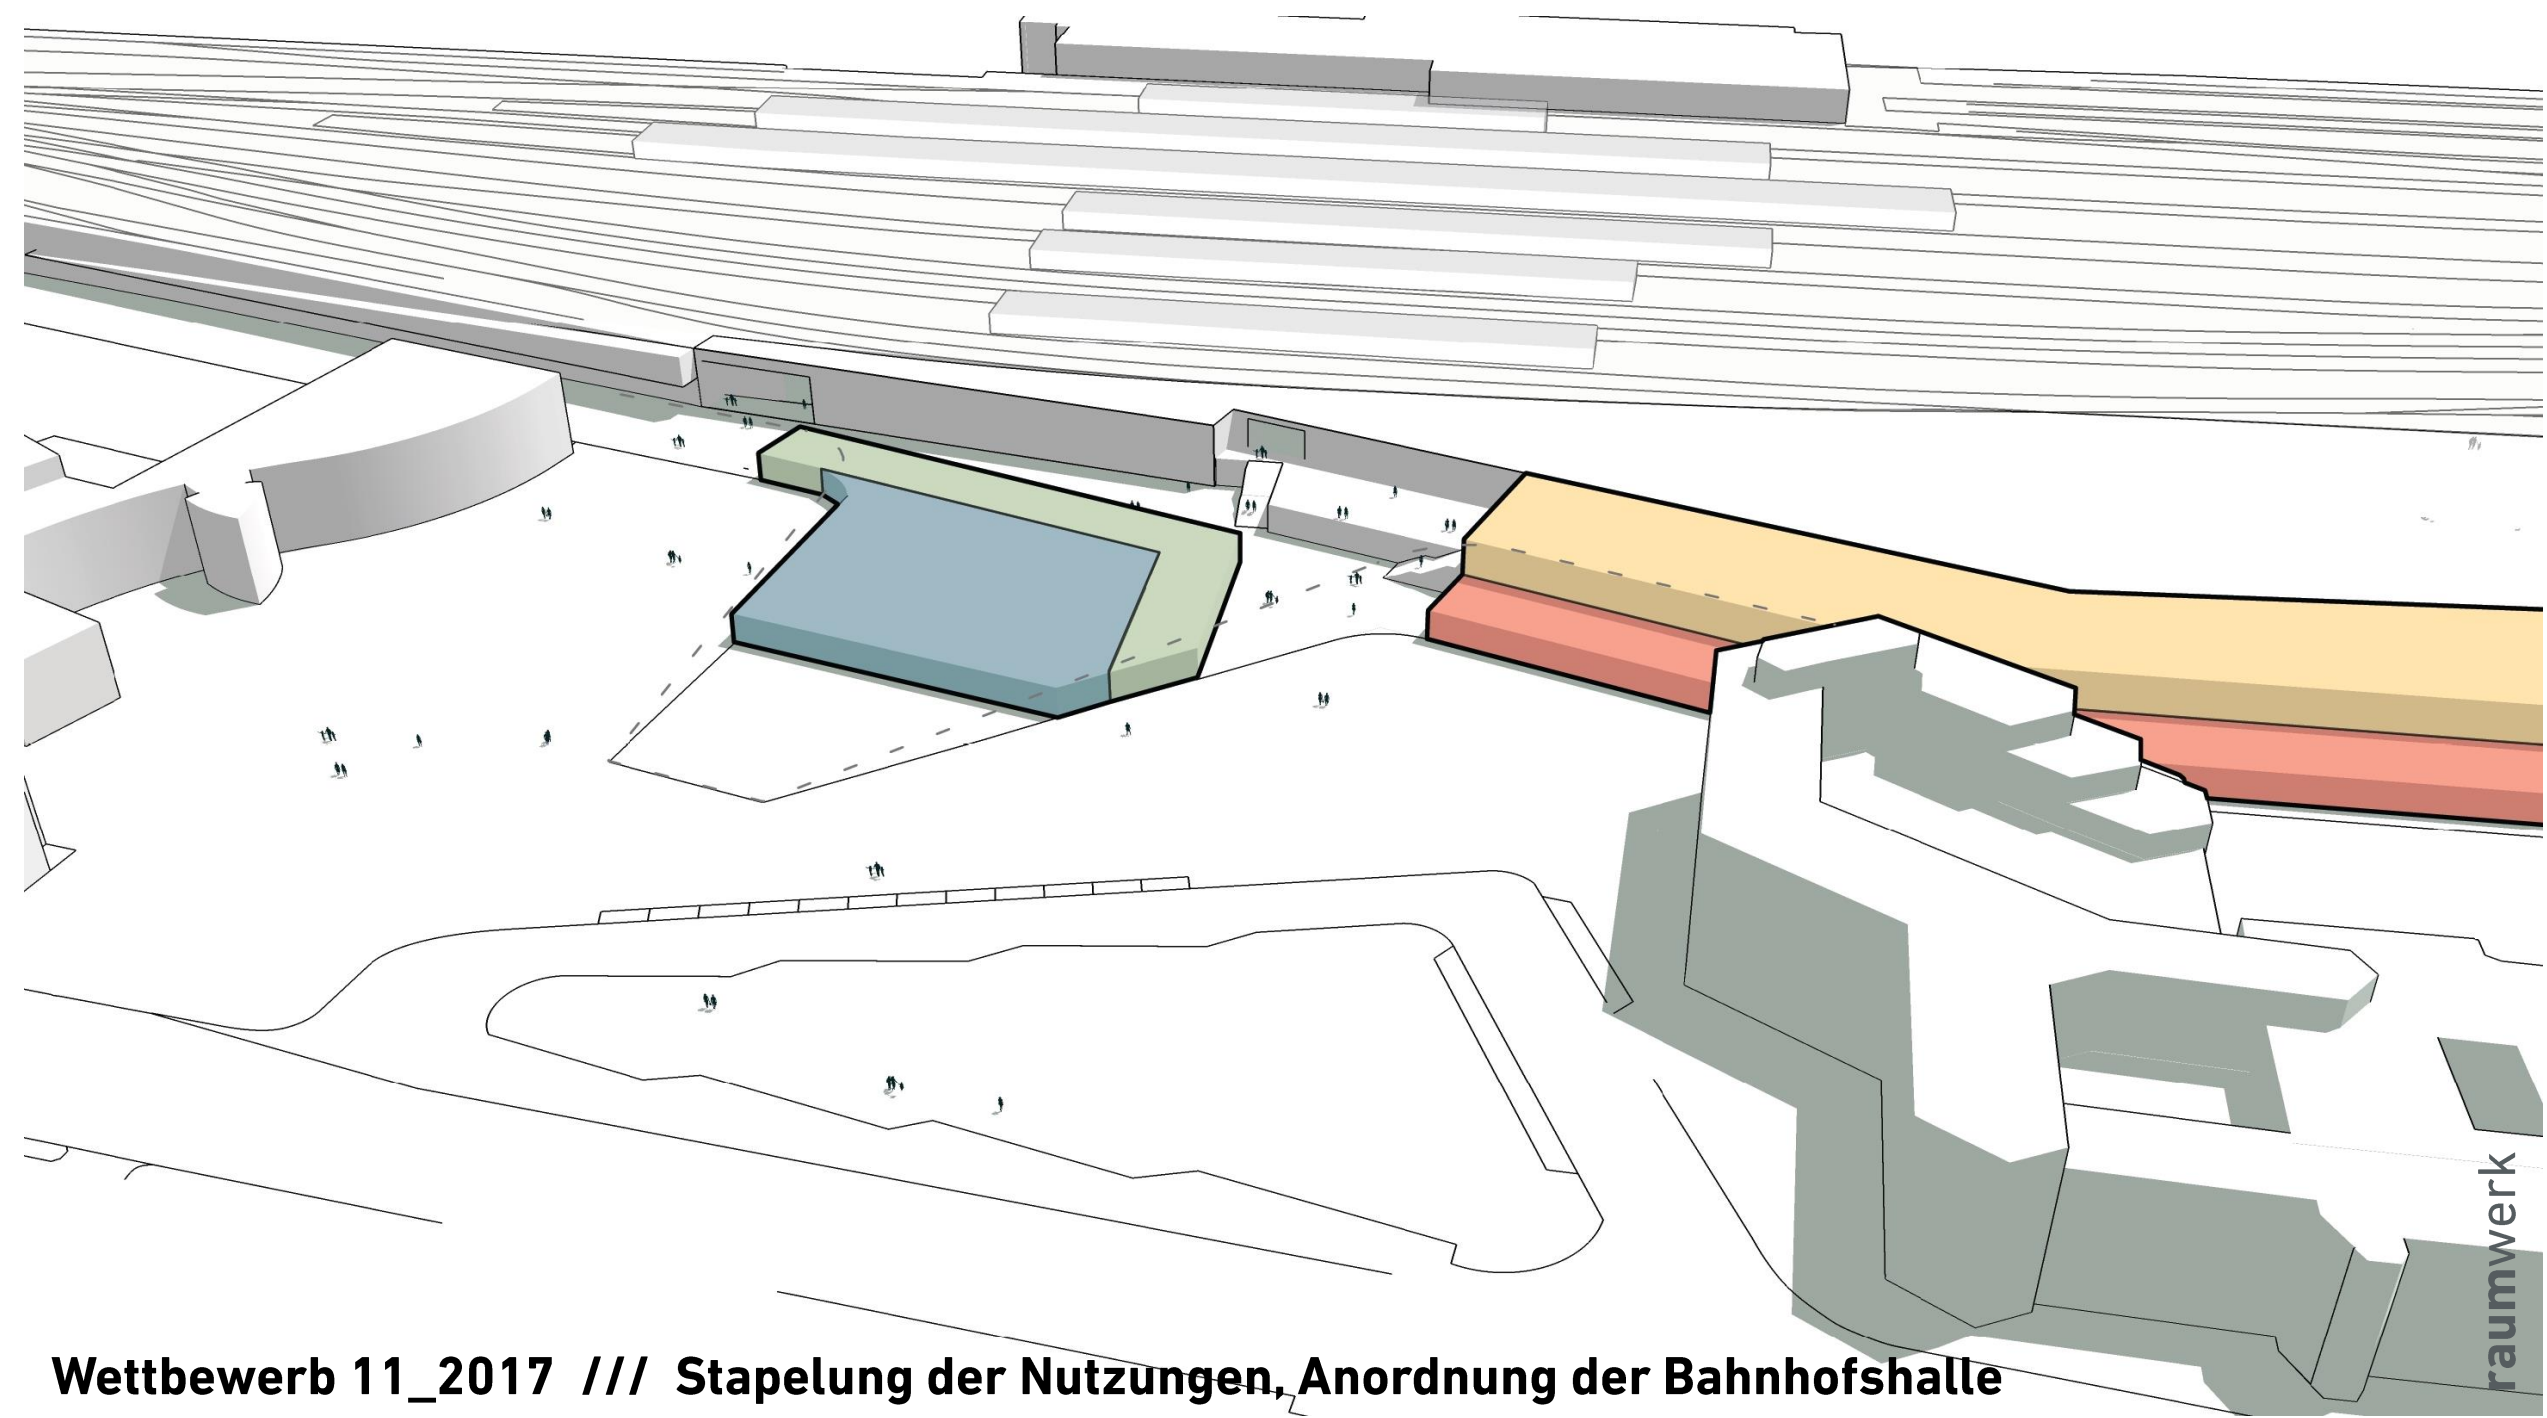 Wettbewerb 11_2017 /// Stapelung der Nutzungen, Anordnung der Bahnhofshalle
raumwerk